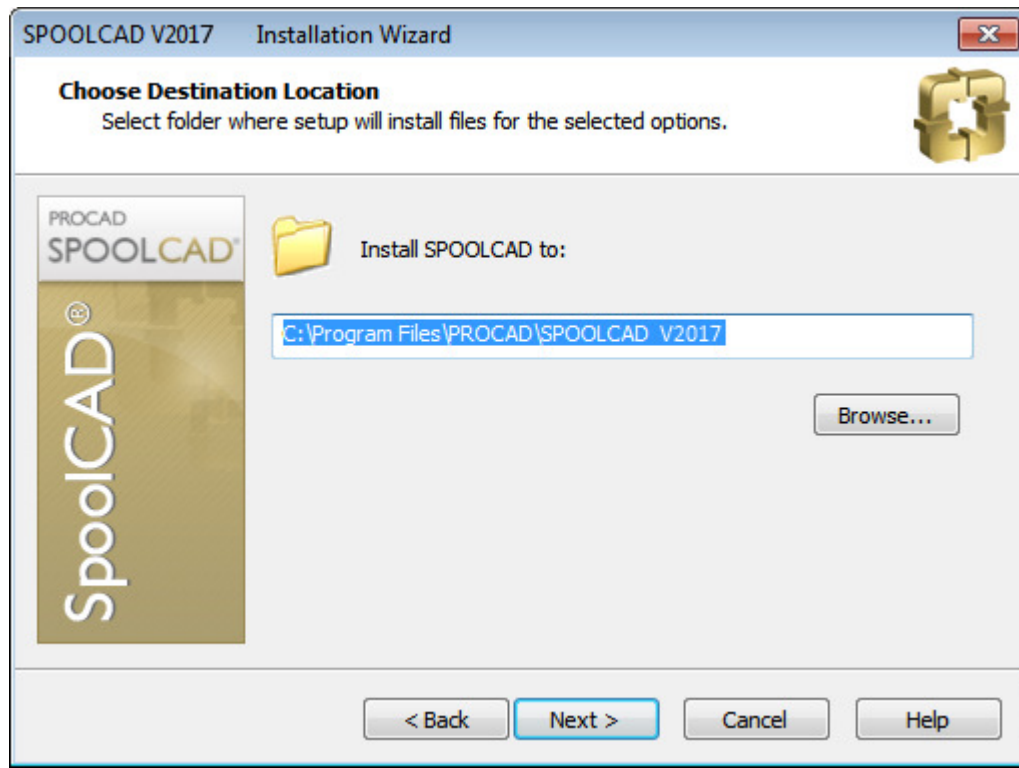 SPOOLCAD V2017 Installation Wizard
Choose Destination Location
Select folder where setup will install files for the selected options.
PROCAD
SPOOLCAD®
SpoolCAD®
Install SPOOLCAD to:
C:\Program Files\PROCAD\SPOOLCAD V2017
Browse...
< Back Next > Cancel Help